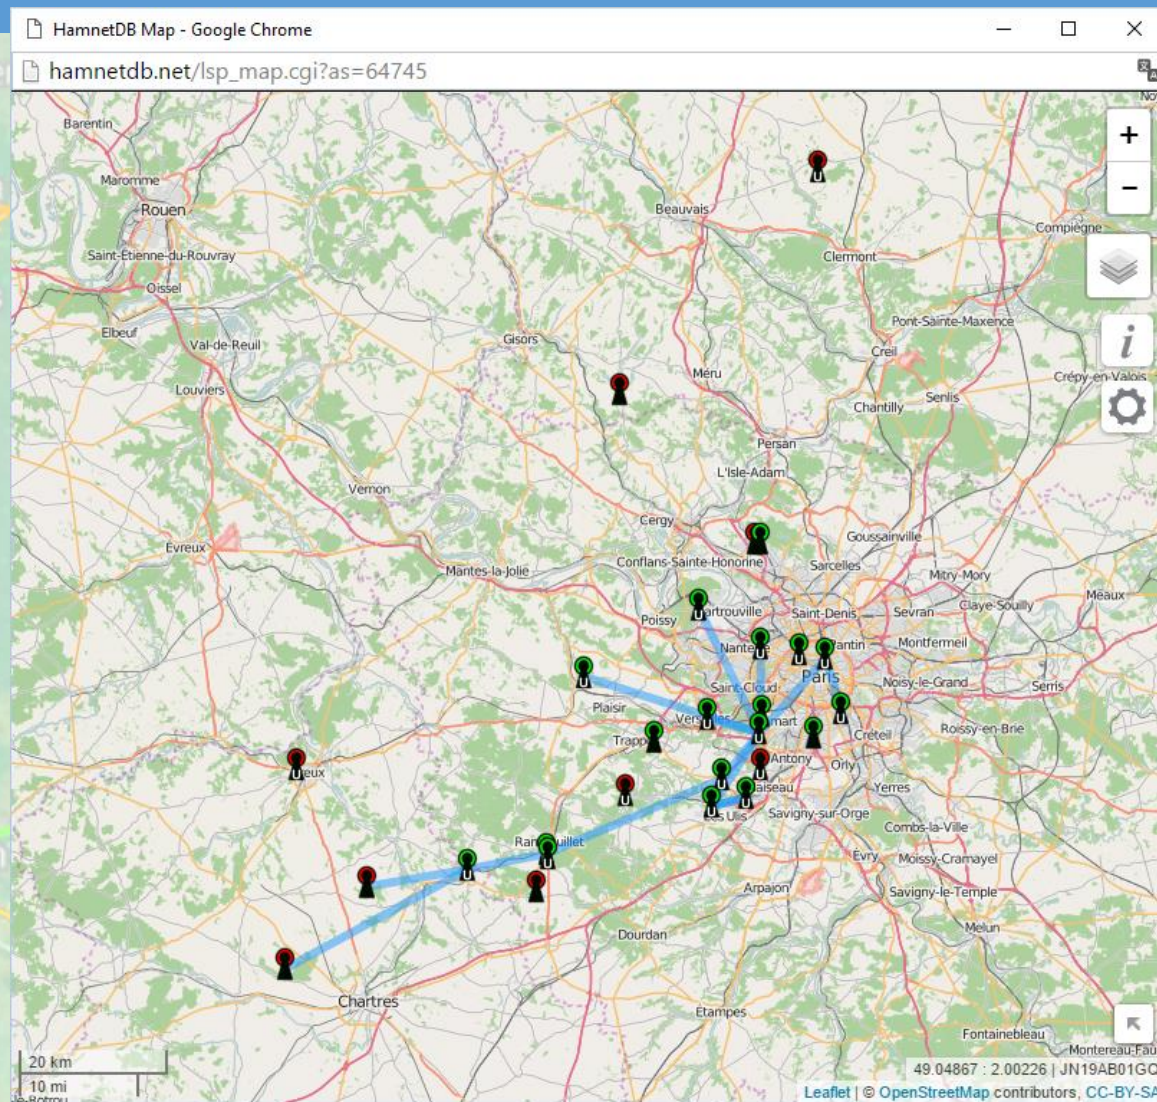 HamnetDB Map - Google Chrome
hamnetdb.net/lsp_map.cgi?as=64745
Barentin
Maromme
Rouen
Beauvais
Compiègne
Saint-Étienne-du-Rouvray
Clermont
Oissel
Pont-Sainte-Maxence
Elbeuf
Val-de-Reuil
Gisors
Creil
Louviers
Méru
Crépy-en-Valois
Senlis
Chantilly
Persan
L'Isle-Adam
Vernon
Cergy
Goussainville
Évreux
Conflans-Sainte-Honorine
Sarcelles
Mantes-la-Jolie
Mitry-Mory
Meaux
Claye-Souilly
Poissy
Saint-Denis
Sevran
Montfermeil
Paris
Saint-Cloud
Noisy-le-Grand
Serris
Plaisir
Roissy-en-Brie
Créteil
Antony
Orly
Yerres
Savigny-sur-Orge
Combs-la-Ville
Évry
Moissy-Cramayel
Arpajon
Savigny-le-Temple
Melun
Dourdan
Chartres
Étampes
Fontainebleau
20 km
10 mi
49.04867 : 2.00226 | JN19AB01GQ
Leaflet | © OpenStreetMap contributors, CC-BY-SA